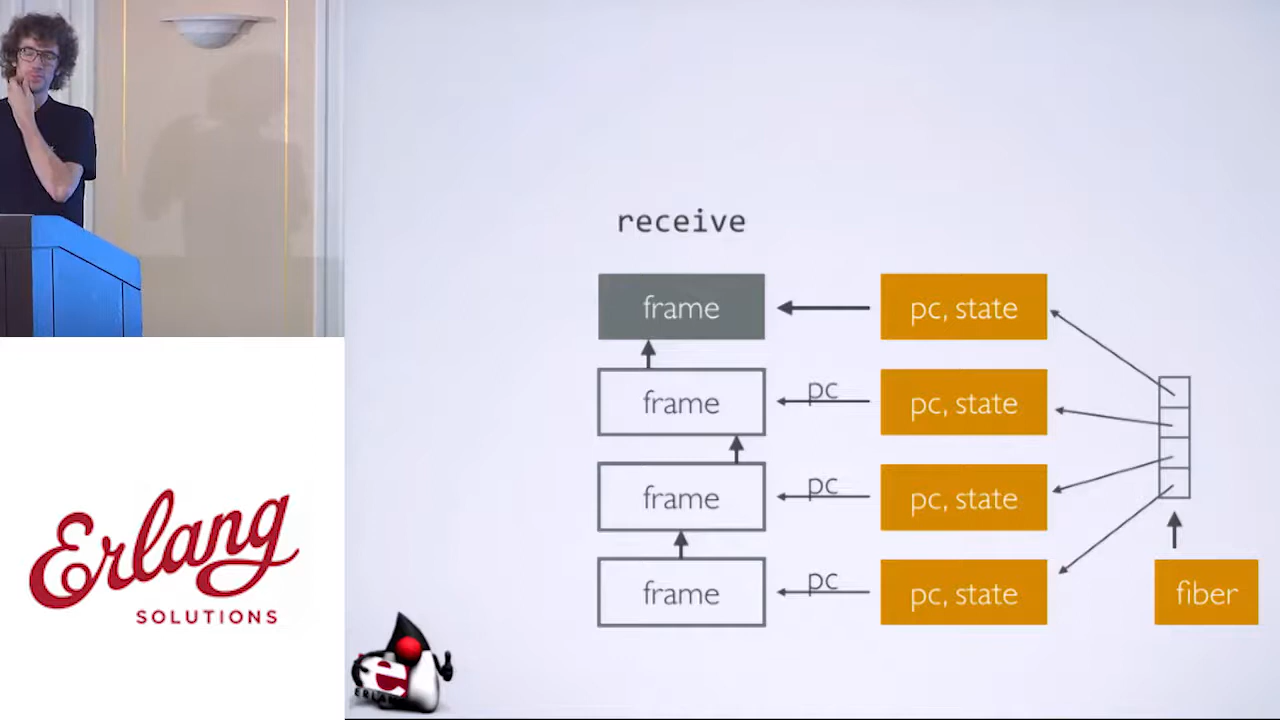 receive
frame
pc, state
frame
pc
pc, state
frame
pc
pc, state
frame
pc
pc, state
fiber
Erlang
SOLUTIONS
e